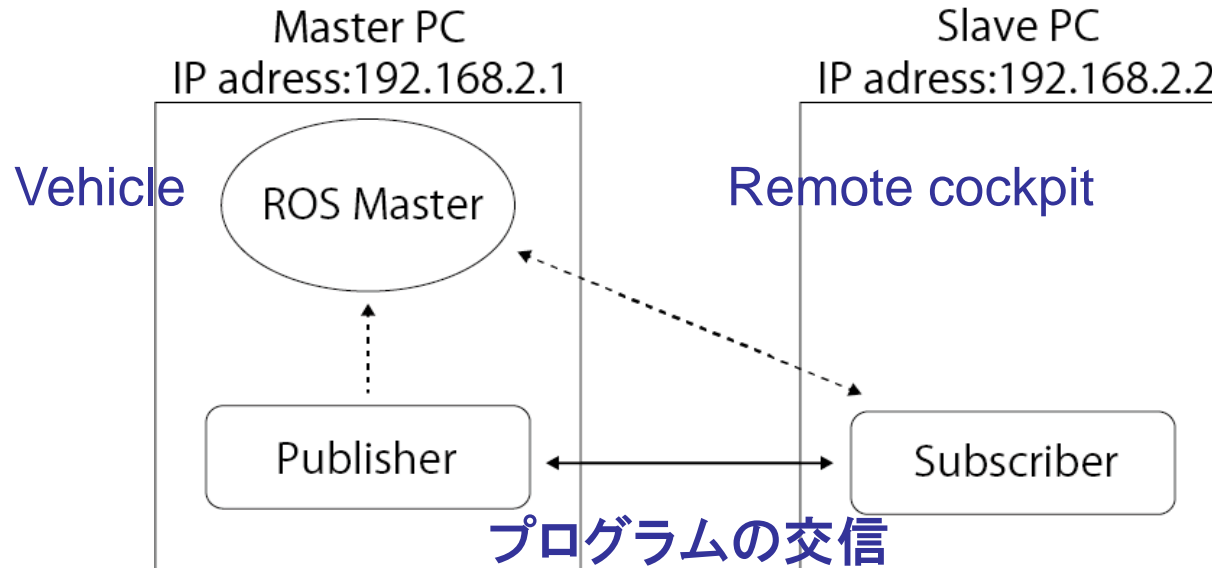 Master PC
IP adress:192.168.2.1
Slave PC
IP adress:192.168.2.2
Vehicle
ROS Master
Remote cockpit
Publisher
Subscriber
プログラムの交信